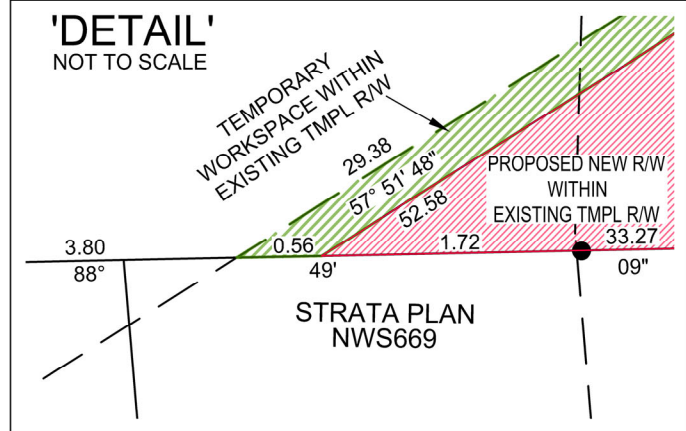 'DETAIL'
NOT TO SCALE
TEMPORARY
WORKSPACE WITHIN
EXISTING TMPL R/W
29.38
57° 51' 48"
52.58
PROPOSED NEW R/W
WITHIN
EXISTING TMPL R/W
3.80
0.56
1.72
33.27
88°
49'
09"
STRATA PLAN
NWS669